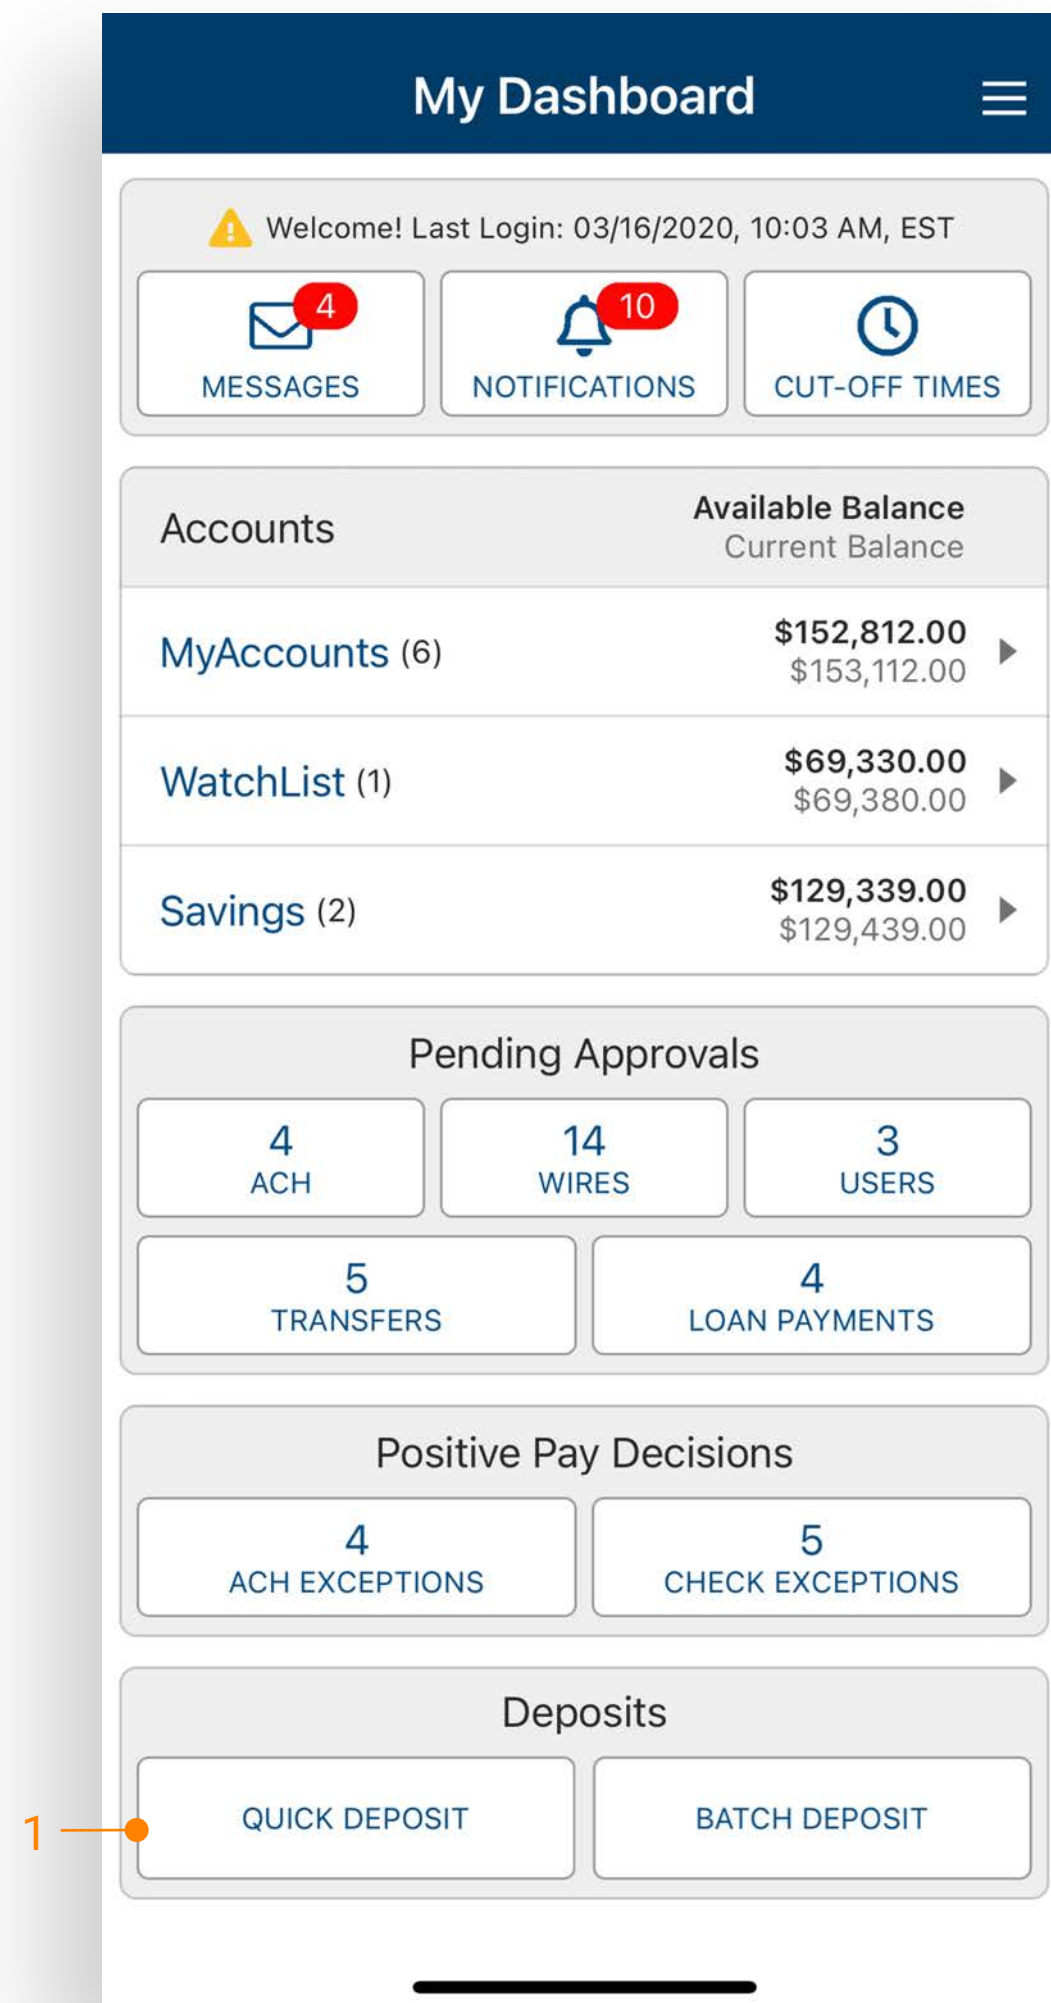 My Dashboard
Welcome! Last Login: 03/16/2020, 10:03 AM, EST
4
MESSAGES
10
NOTIFICATIONS
CUT-OFF TIMES
Accounts
Available Balance
Current Balance
MyAccounts (6)
$152,812.00
$153,112.00
WatchList (1)
$69,330.00
$69,380.00
Savings (2)
$129,339.00
$129,439.00
Pending Approvals
4
ACH
14
WIRES
3
USERS
5
TRANSFERS
4
LOAN PAYMENTS
Positive Pay Decisions
4
ACH EXCEPTIONS
5
CHECK EXCEPTIONS
Deposits
1
QUICK DEPOSIT
BATCH DEPOSIT